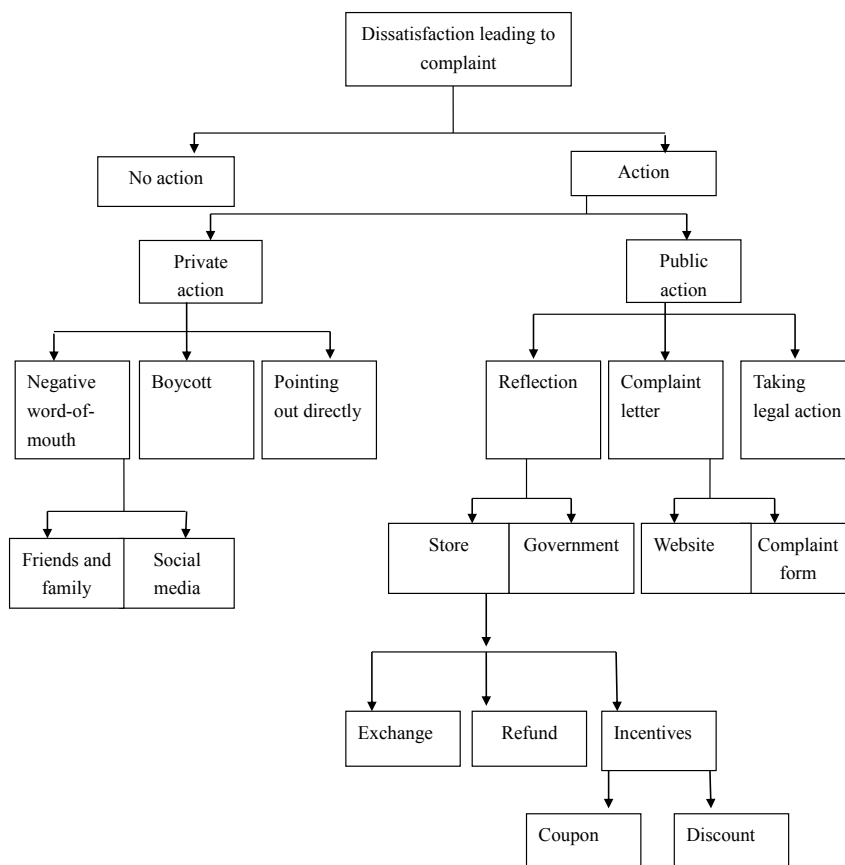 Dissatisfaction leading to
complaint
No action
Action
Private
action
Public
action
Negative
word-of-
mouth
Boycott
Pointing
out directly
Reflection
Complaint
letter
Taking
legal action
Friends and
family
Social
media
Store
Government
Website
Complaint
form
Exchange
Refund
Incentives
Coupon
Discount